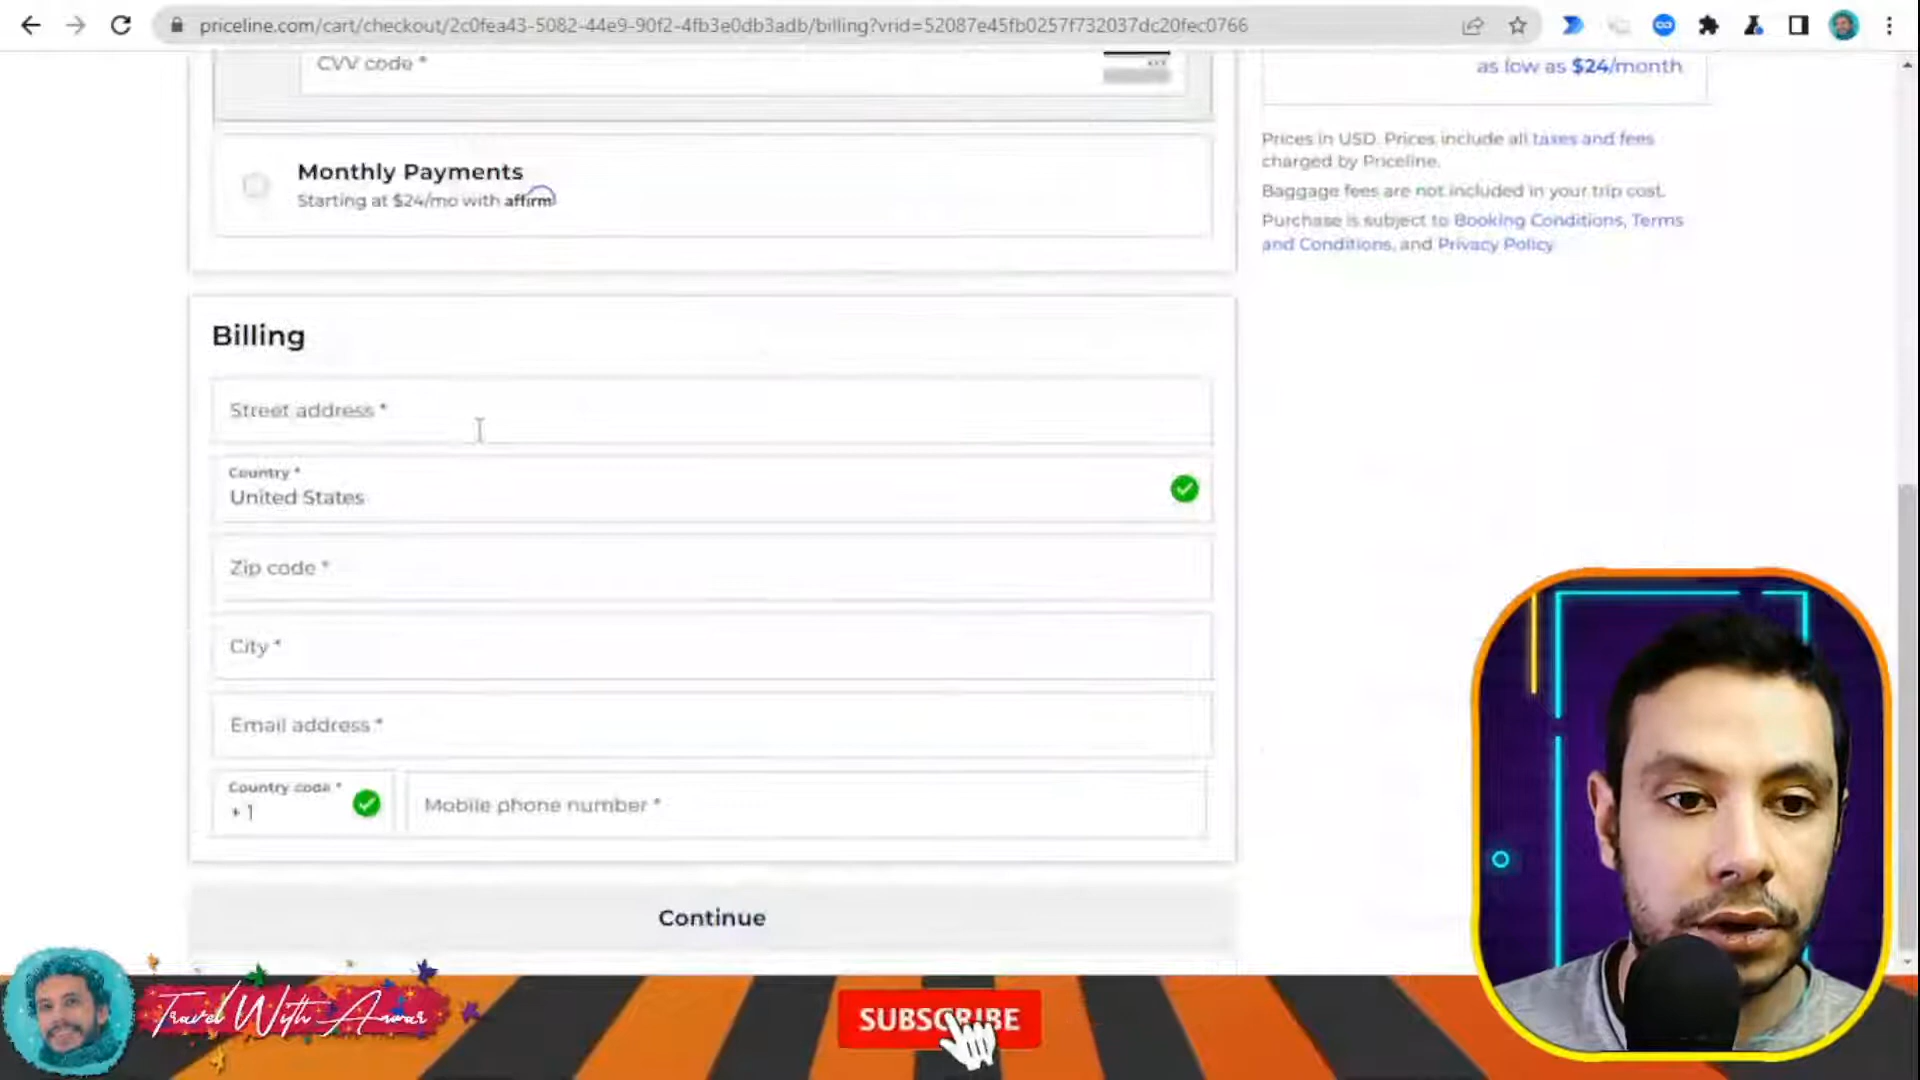 priceline.com/cart/checkout/2c0fea43-5082-44e9-90f2-4fb3e0db3adb/billing?vrid=52087e45fb0257f732037dc20fec0766
CVV code *
as low as $24/month
Prices in USD. Prices include all taxes and fees
charged by Priceline.
Baggage fees are not included in your trip cost.
Purchase is subject to Booking Conditions, Terms
and Conditions, and Privacy Policy
Monthly Payments
Starting at $24/mo with affirm
Billing
Street address *
Country *
United States
Zip code *
City *
Email address *
Country code *
+ 1
Mobile phone number *
Continue
Travel With Anwar
SUBSCRIBE